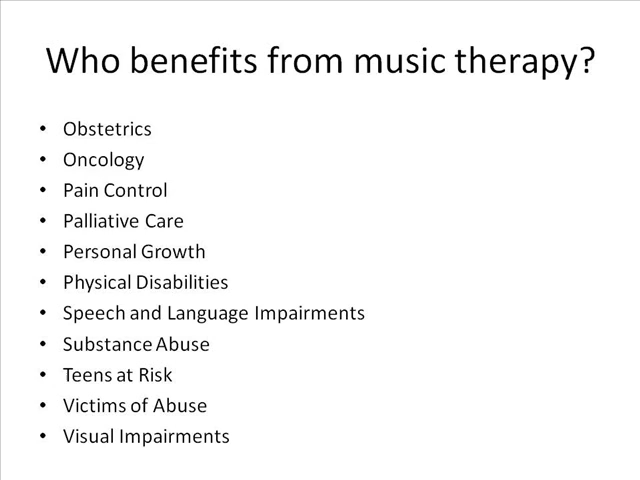 Who benefits from music therapy?
• Obstetrics
• Oncology
• Pain Control
• Palliative Care
• Personal Growth
• Physical Disabilities
• Speech and Language Impairments
• Substance Abuse
• Teens at Risk
• Victims of Abuse
• Visual Impairments